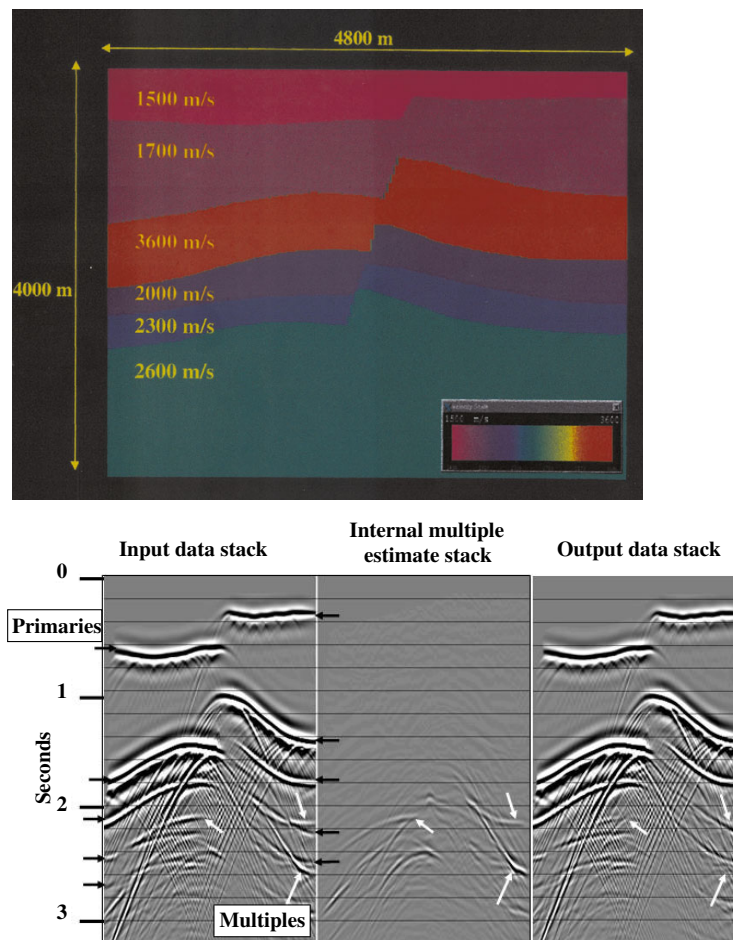 4800 m
1500 m/s
1700 m/s
3600 m/s
4000 m
2000 m/s
2300 m/s
2600 m/s
m/s 3600
Input data stack
Internal multiple
estimate stack
Output data stack
0
Primaries
1
Seconds
2
Multiples
3